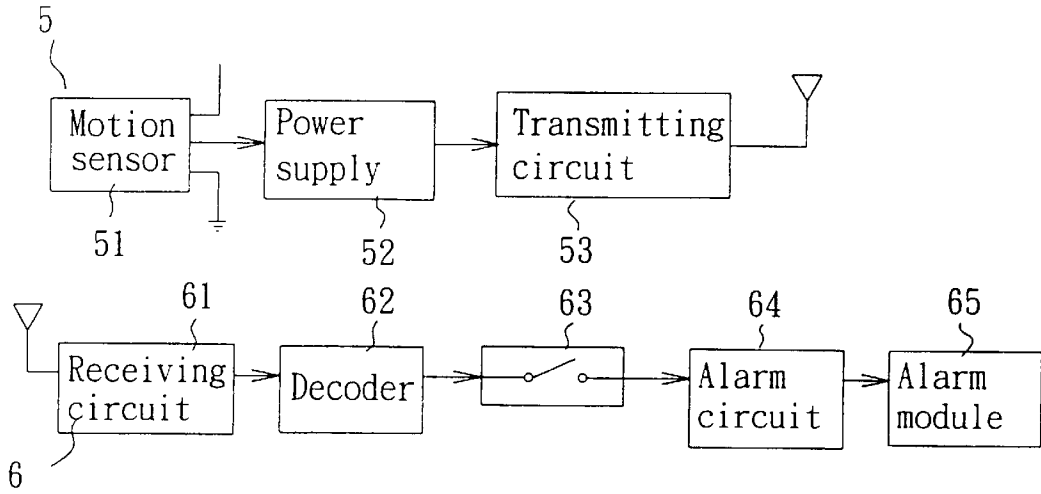 5
Motion
sensor
Power
supply
Transmitting
circuit
51
52
53
61
62
63
64
65
Receiving
circuit
Decoder
Alarm
circuit
Alarm
module
6